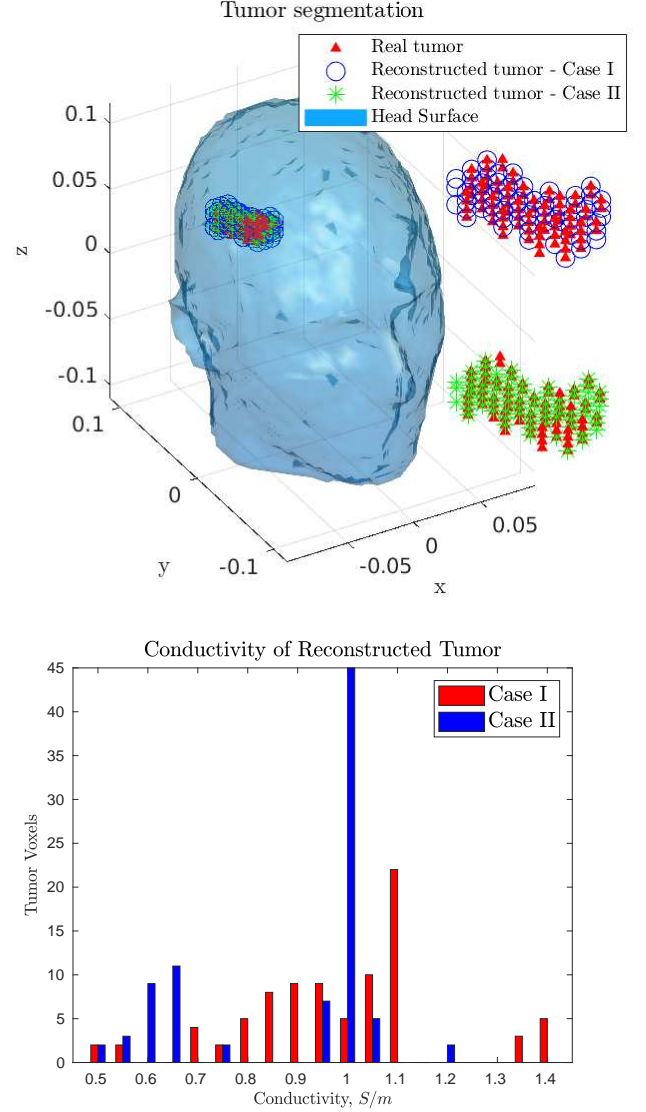 Tumor segmentation
Real tumor
Reconstructed tumor - Case I
Reconstructed tumor - Case II
Head Surface
0.1
0.05
0
-0.05
-0.1
z
0.1
0
-0.1
y
-0.05
0
0.05
x
Conductivity of Reconstructed Tumor
45
40
35
30
25
20
15
10
5
0
Tumor Voxels
Case I
Case II
0.5 0.6 0.7 0.8 0.9 1 1.1 1.2 1.3 1.4
Conductivity, S/m